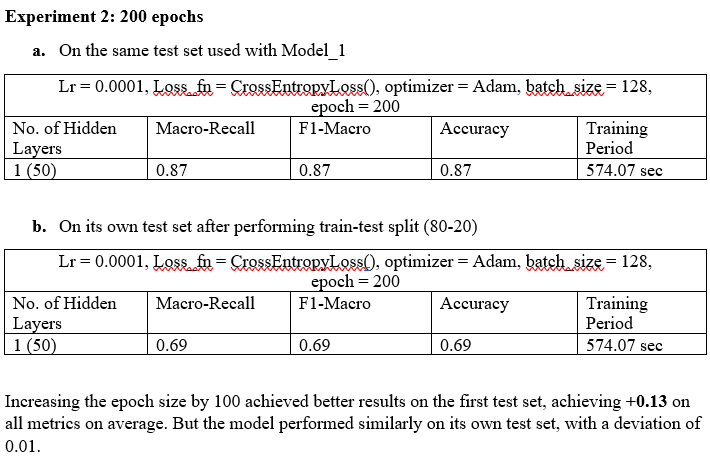 Experiment 2: 200 epochs
a. On the same test set used with Model_1
Lr = 0.0001, Loss_fn = CrossEntropyLoss(), optimizer = Adam, batch_size = 128,
epoch = 200
No. of Hidden Layers Macro-Recall F1-Macro Accuracy Training Period
1 (50) 0.87 0.87 0.87 574.07 sec
b. On its own test set after performing train-test split (80-20)
Lr = 0.0001, Loss_fn = CrossEntropyLoss(), optimizer = Adam, batch_size = 128,
epoch = 200
No. of Hidden Layers Macro-Recall F1-Macro Accuracy Training Period
1 (50) 0.69 0.69 0.69 574.07 sec
Increasing the epoch size by 100 achieved better results on the first test set, achieving +0.13 on
all metrics on average. But the model performed similarly on its own test set, with a deviation of
0.01.